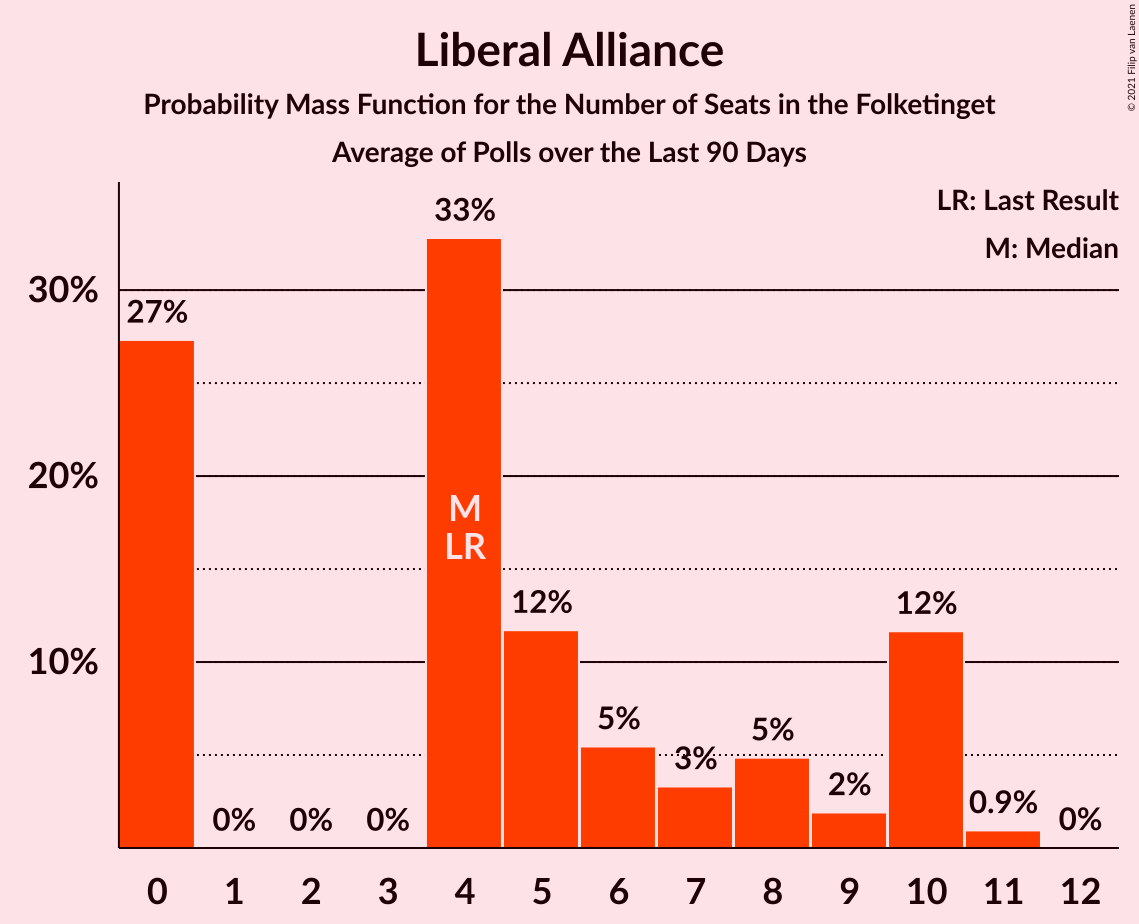 Liberal Alliance
Probability Mass Function for the Number of Seats in the Folketinget
Average of Polls over the Last 90 Days
© 2021 Filip van Laenen
LR: Last Result
M: Median
30%
20%
10%
27%
0%
0%
0%
33%
M
LR
12%
5%
3%
5%
2%
12%
0.9%
0%
0 1 2 3 4 5 6 7 8 9 10 11 12